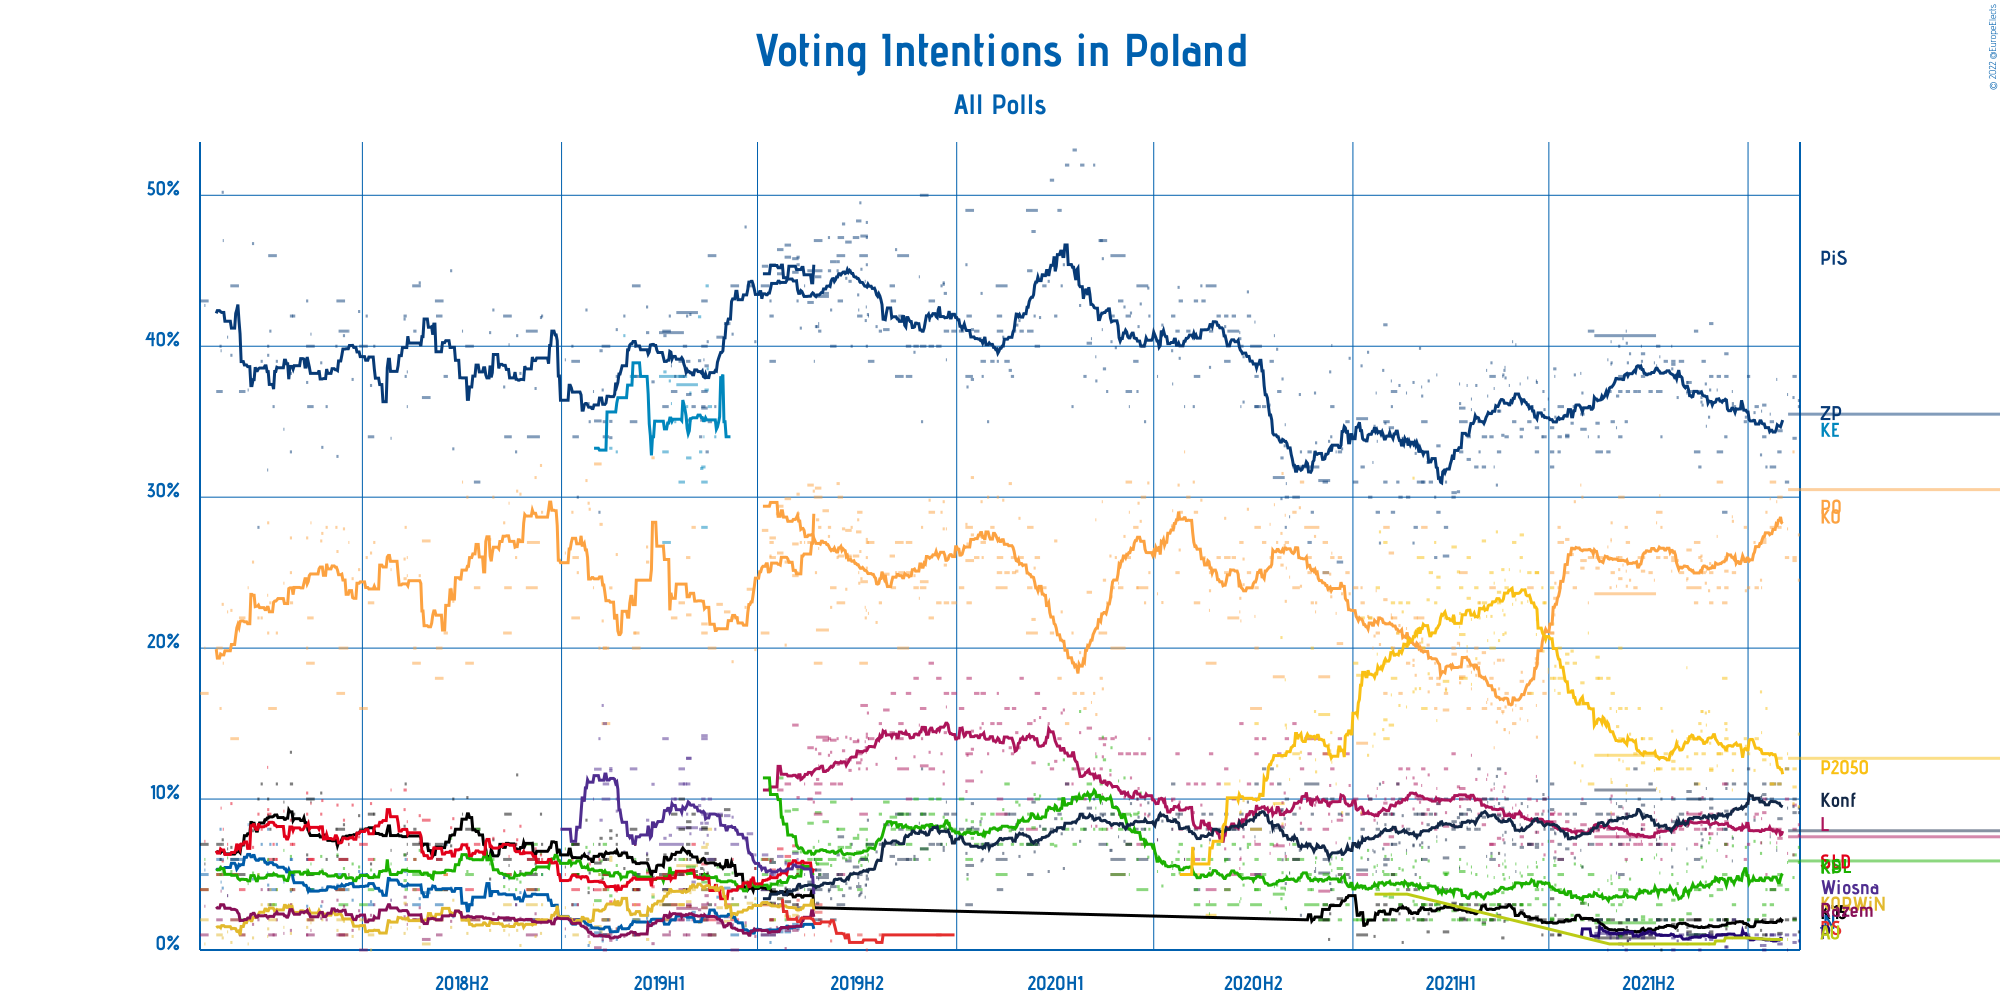 © 2022 @EuropeElects
Voting Intentions in Poland
All Polls
50%
40%
30%
20%
10%
0%
PiS
ZP
KE
PO
KO
P2050
Konf
L
SLD
Wiosna
KORWiN
Razem
2018H2
2019H1
2019H2
2020H1
2020H2
2021H1
2021H2